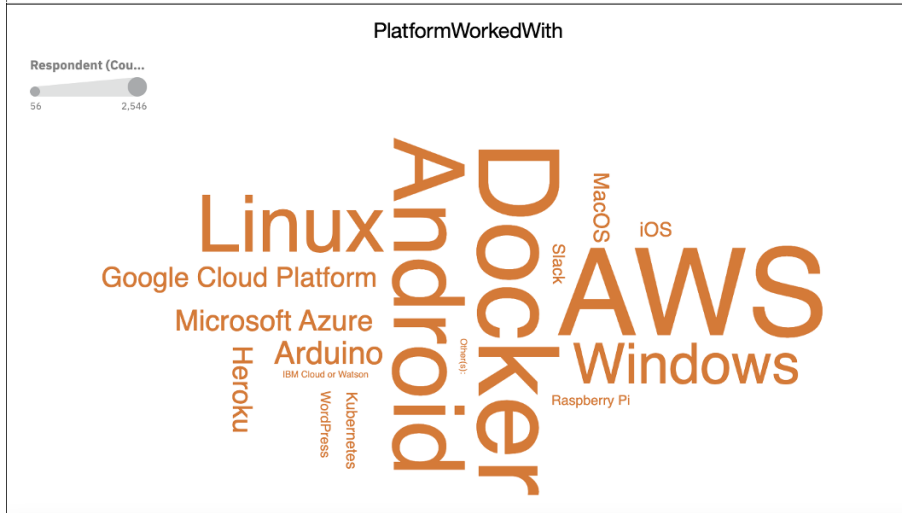 PlatformWorkedWith
Respondent (Cou...
56
2,546
Linux
Google Cloud Platform
Microsoft Azure
Arduino
IBM Cloud or Watson
Heroku
WordPress
Kubernetes
Android
Other(s):
Docker
Slack
MacOS
iOS
AWS
Windows
Raspberry Pi